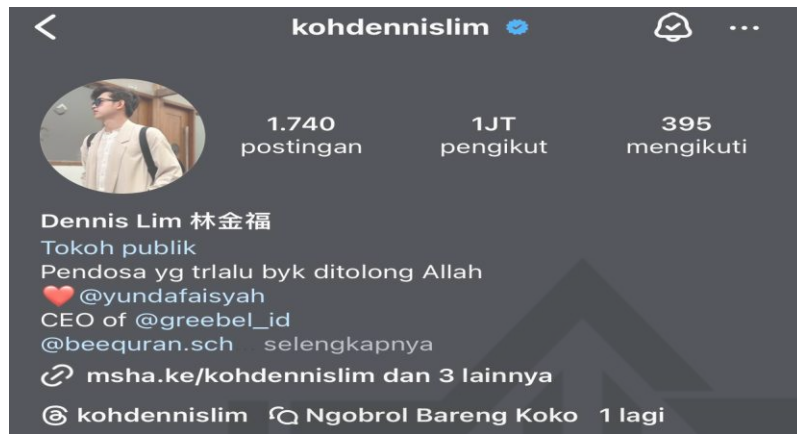 kohdennislim
1.740 1JT 395
postingan pengikut mengikuti
Dennis Lim 林金福
Tokoh publik
Pendosa yg trlalu byk ditolong Allah
❤️ @yundafaisyah
CEO of @greebel_id
@beequran.sch ... selengkapnya
msha.ke/kohdennislim dan 3 lainnya
kohdennislim Ngobrol Bareng Koko 1 lagi